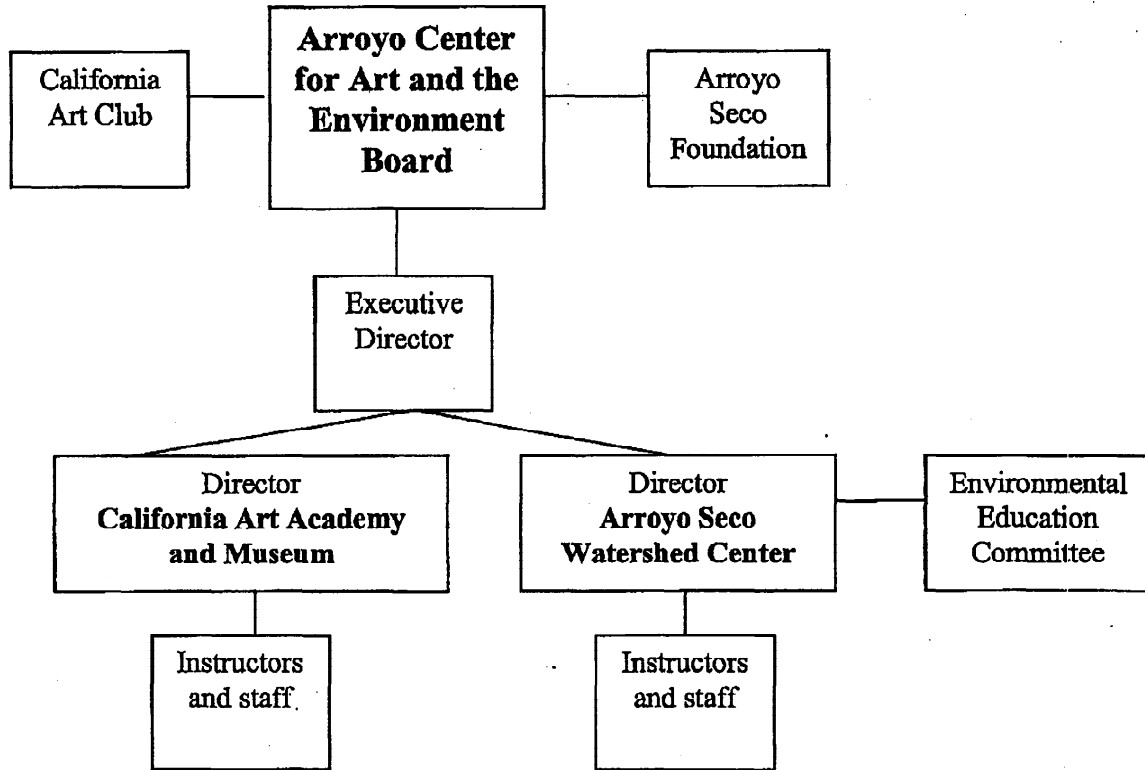 California
Art Club
Arroyo Center
for Art and the
Environment
Board
Arroyo
Seco
Foundation
Executive
Director
Director
California Art Academy
and Museum
Director
Arroyo Seco
Watershed Center
Environmental
Education
Committee
Instructors
and staff
Instructors
and staff